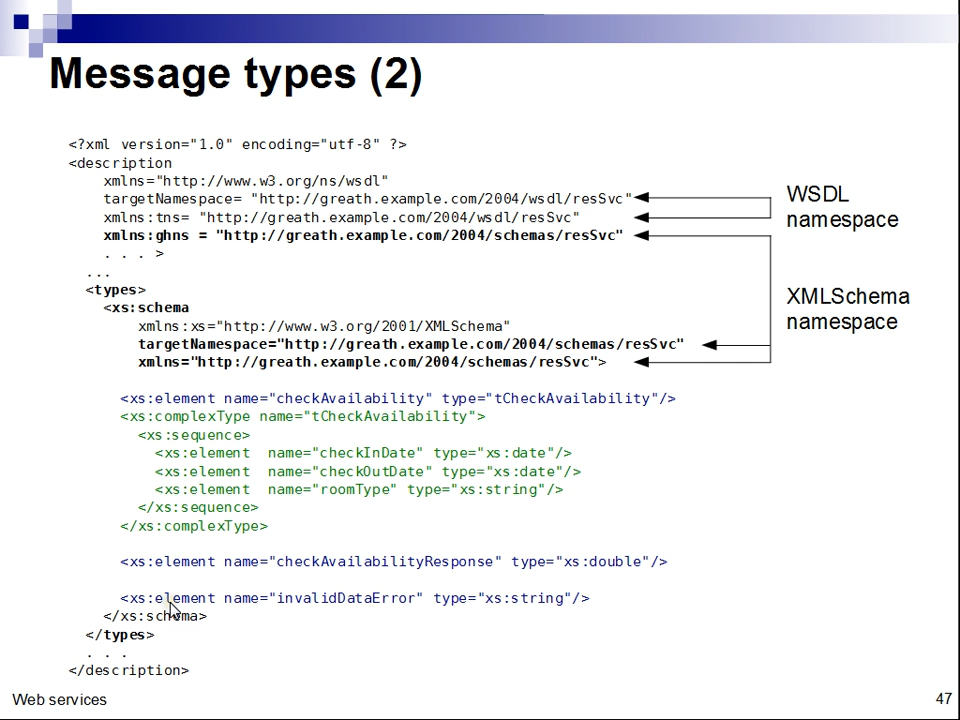 Message types (2)
<?xml version="1.0" encoding="utf-8" ?>
<description
xmlns="http://www.w3.org/ns/wsdl"
targetNamespace= "http://greath.example.com/2004/wsdl/resSvc"
xmlns:tns= "http://greath.example.com/2004/wsdl/resSvc"
xmlns:ghns = "http://greath.example.com/2004/schemas/resSvc"
. . . >
...
<types>
<xs:schema
xmlns:xs="http://www.w3.org/2001/XMLSchema"
targetNamespace="http://greath.example.com/2004/schemas/resSvc"
xmlns="http://greath.example.com/2004/schemas/resSvc">
<xs:element name="checkAvailability" type="tCheckAvailability"/>
<xs:complexType name="tCheckAvailability">
<xs:sequence>
<xs:element  name="checkInDate" type="xs:date"/>
<xs:element  name="checkOutDate" type="xs:date"/>
<xs:element  name="roomType" type="xs:string"/>
</xs:sequence>
</xs:complexType>
<xs:element name="checkAvailabilityResponse" type="xs:double"/>
<xs:element name="invalidDataError" type="xs:string"/>
</xs:schema>
</types>
. . .
</description>
WSDL
namespace
XMLSchema
namespace
Web services
47